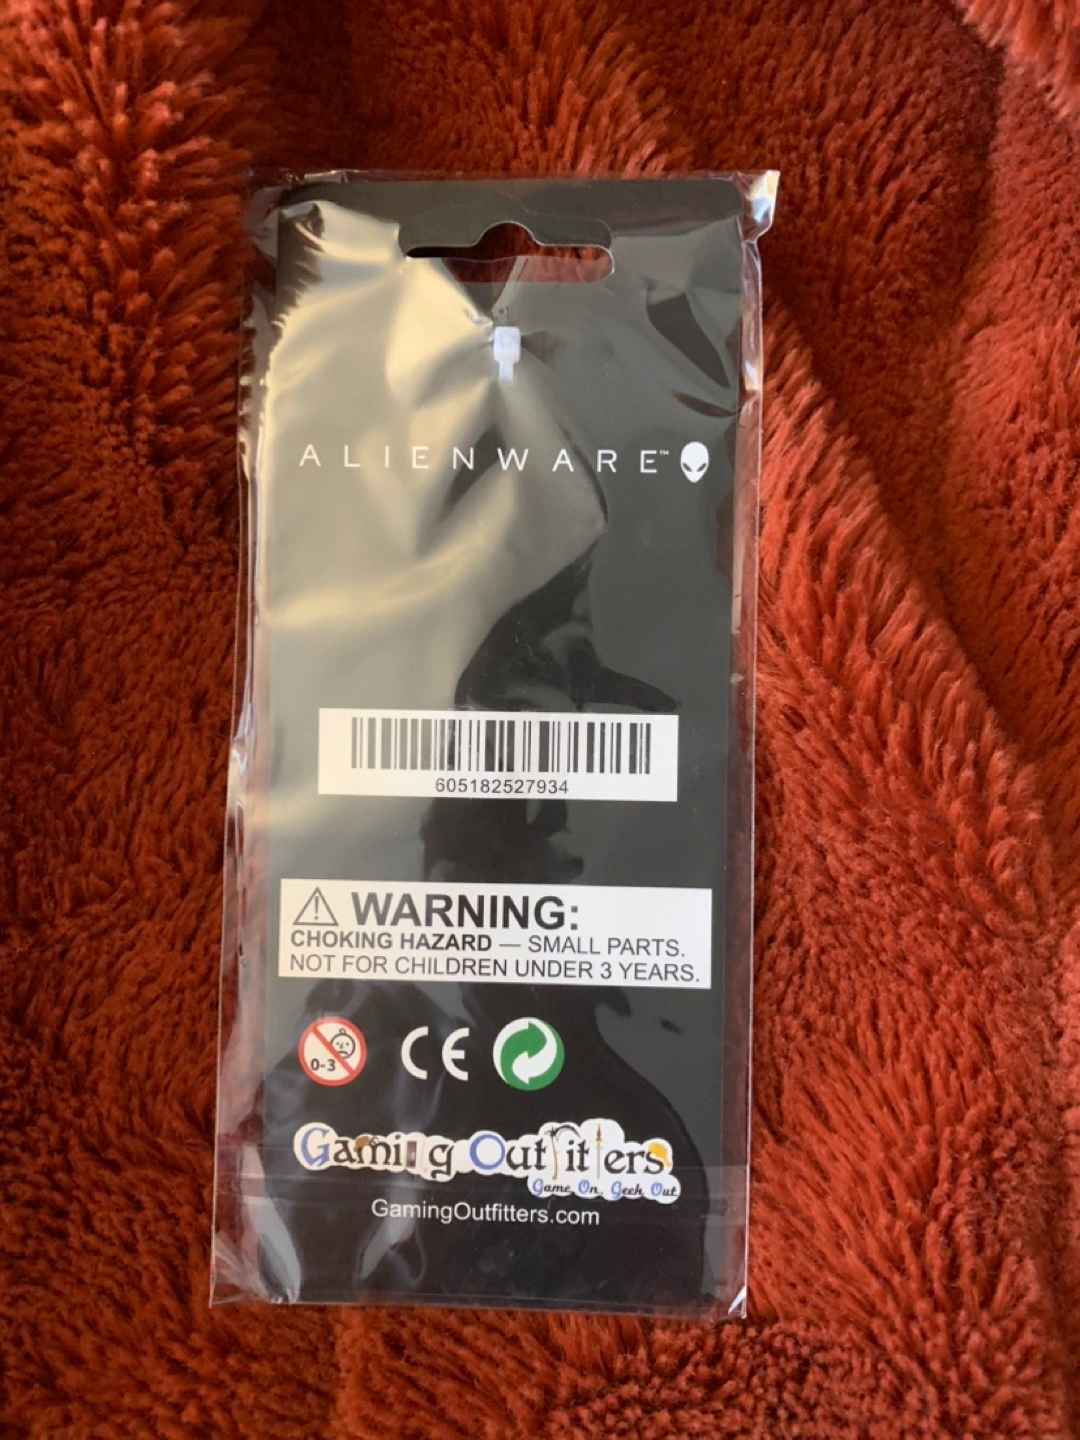 ALIENWARE™
605182527934
WARNING:
CHOKING HAZARD — SMALL PARTS.
NOT FOR CHILDREN UNDER 3 YEARS.
0-3
CE
Gaming Outfitters
Game On, Geek Out
GamingOutfitters.com